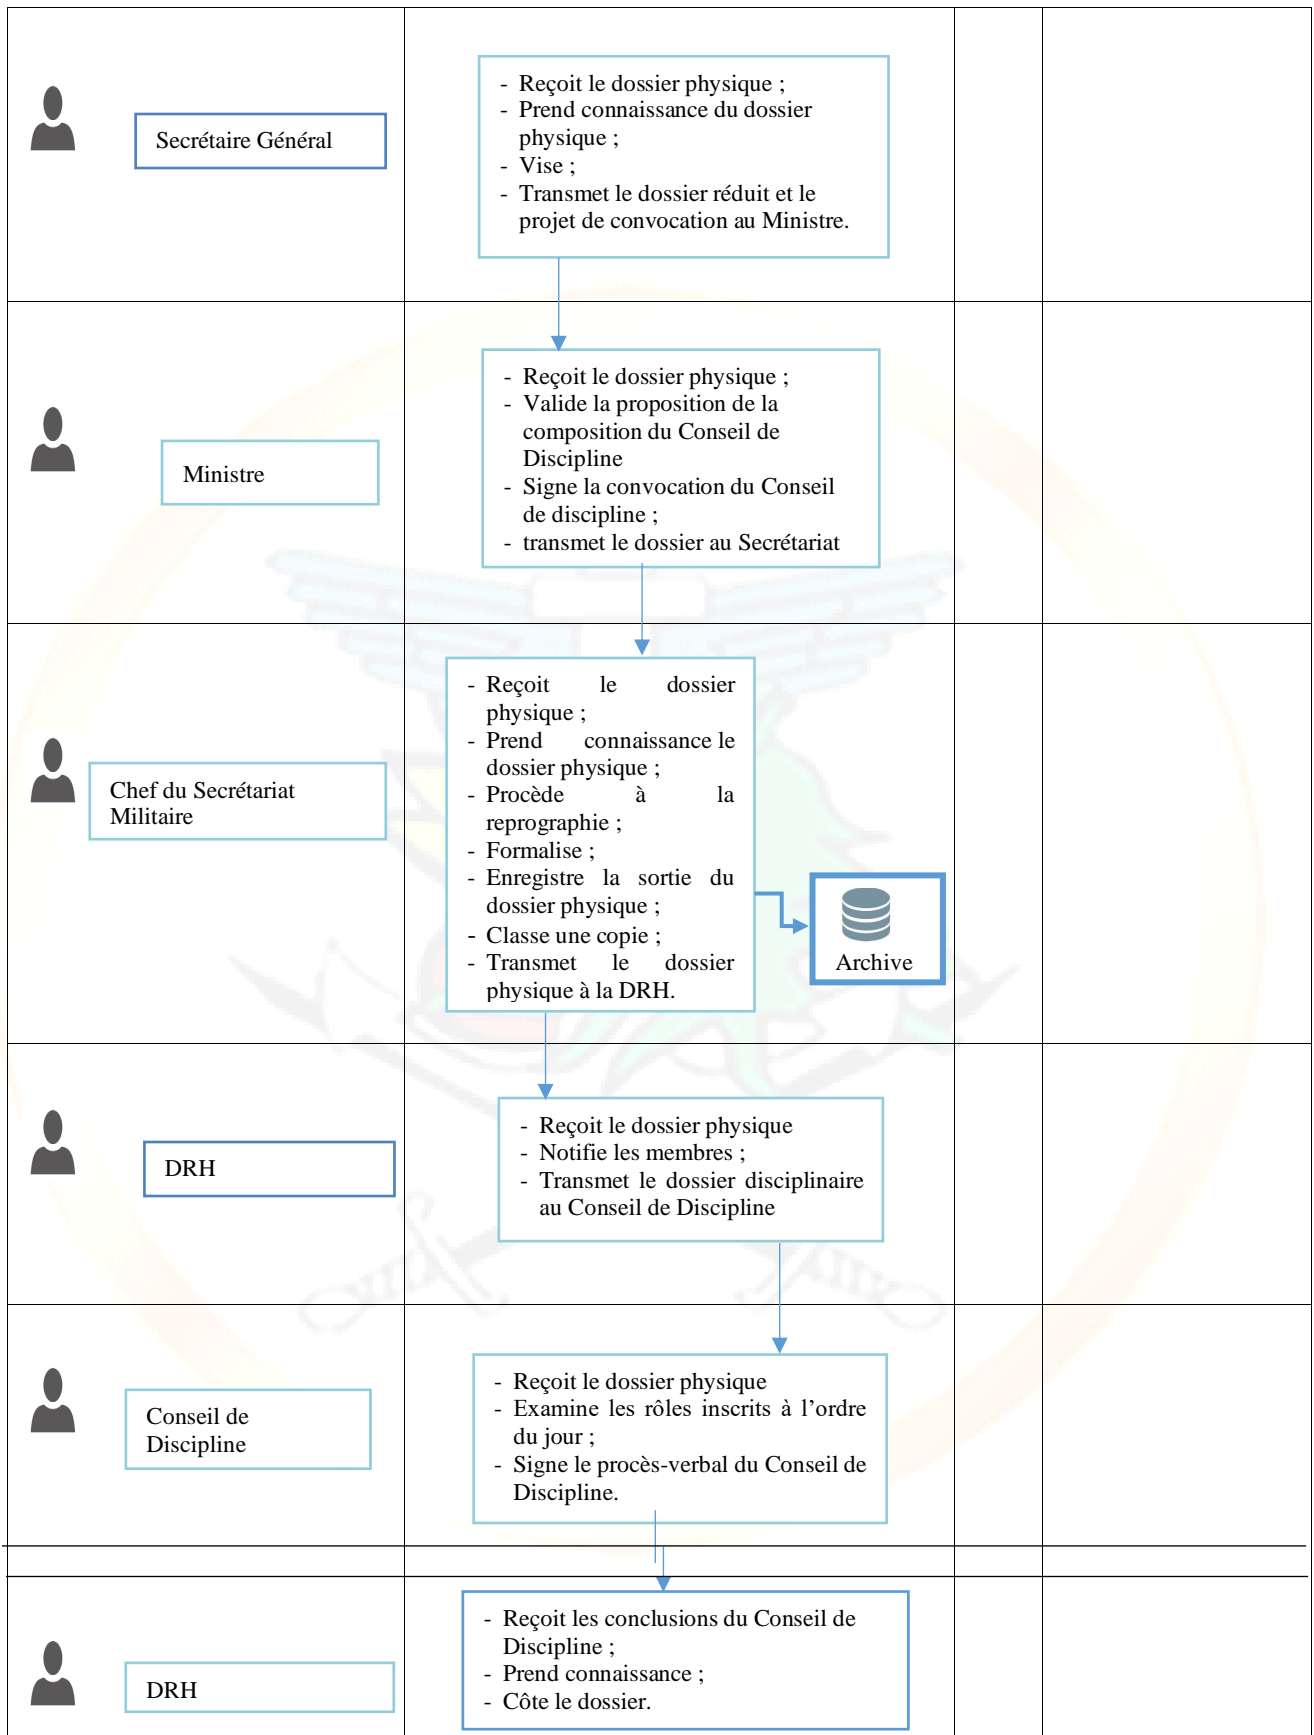 Secrétaire Général
- Reçoit le dossier physique ;
- Prend connaissance du dossier
physique ;
- Vise ;
- Transmet le dossier réduit et le
projet de convocation au Ministre.
Ministre
- Reçoit le dossier physique ;
- Valide la proposition de la
composition du Conseil de
Discipline
- Signe la convocation du Conseil
de discipline ;
- transmet le dossier au Secrétariat
Chef du Secrétariat
Militaire
- Reçoit le dossier
physique ;
- Prend connaissance le
dossier physique ;
- Procède à la
reprographie ;
- Formalise ;
- Enregistre la sortie du
dossier physique ;
- Classe une copie ;
- Transmet le dossier
physique à la DRH.
Archive
DRH
- Reçoit le dossier physique
- Notifie les membres ;
- Transmet le dossier disciplinaire
au Conseil de Discipline
Conseil de
Discipline
- Reçoit le dossier physique
- Examine les rôles inscrits à l’ordre
du jour ;
- Signe le procès-verbal du Conseil de
Discipline.
DRH
- Reçoit les conclusions du Conseil de
Discipline ;
- Prend connaissance ;
- Côte le dossier.